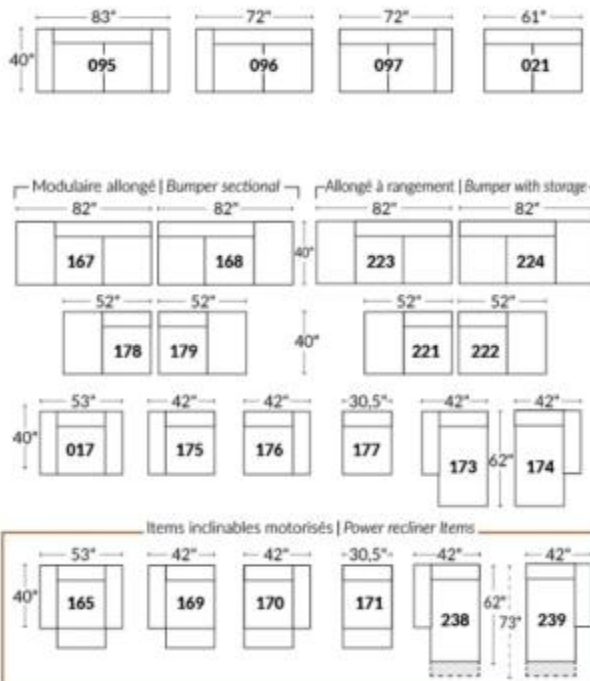 83" 72" 72" 61"
40" 095 096 097 021
Modulaire allongé | Bumper sectional Allongé à rangement | Bumper with storage
82" 82" 82" 82"
167 168 40" 223 224
52" 52" 52" 52"
178 179 40" 221 222
53" 42" 42" 30,5" 42" 42"
40" 017 175 176 177 173 62" 174
Items inclinables motorisés | Power recliner Items
53" 42" 42" 30,5" 42" 42"
40" 165 169 170 171 238 62" 73" 239